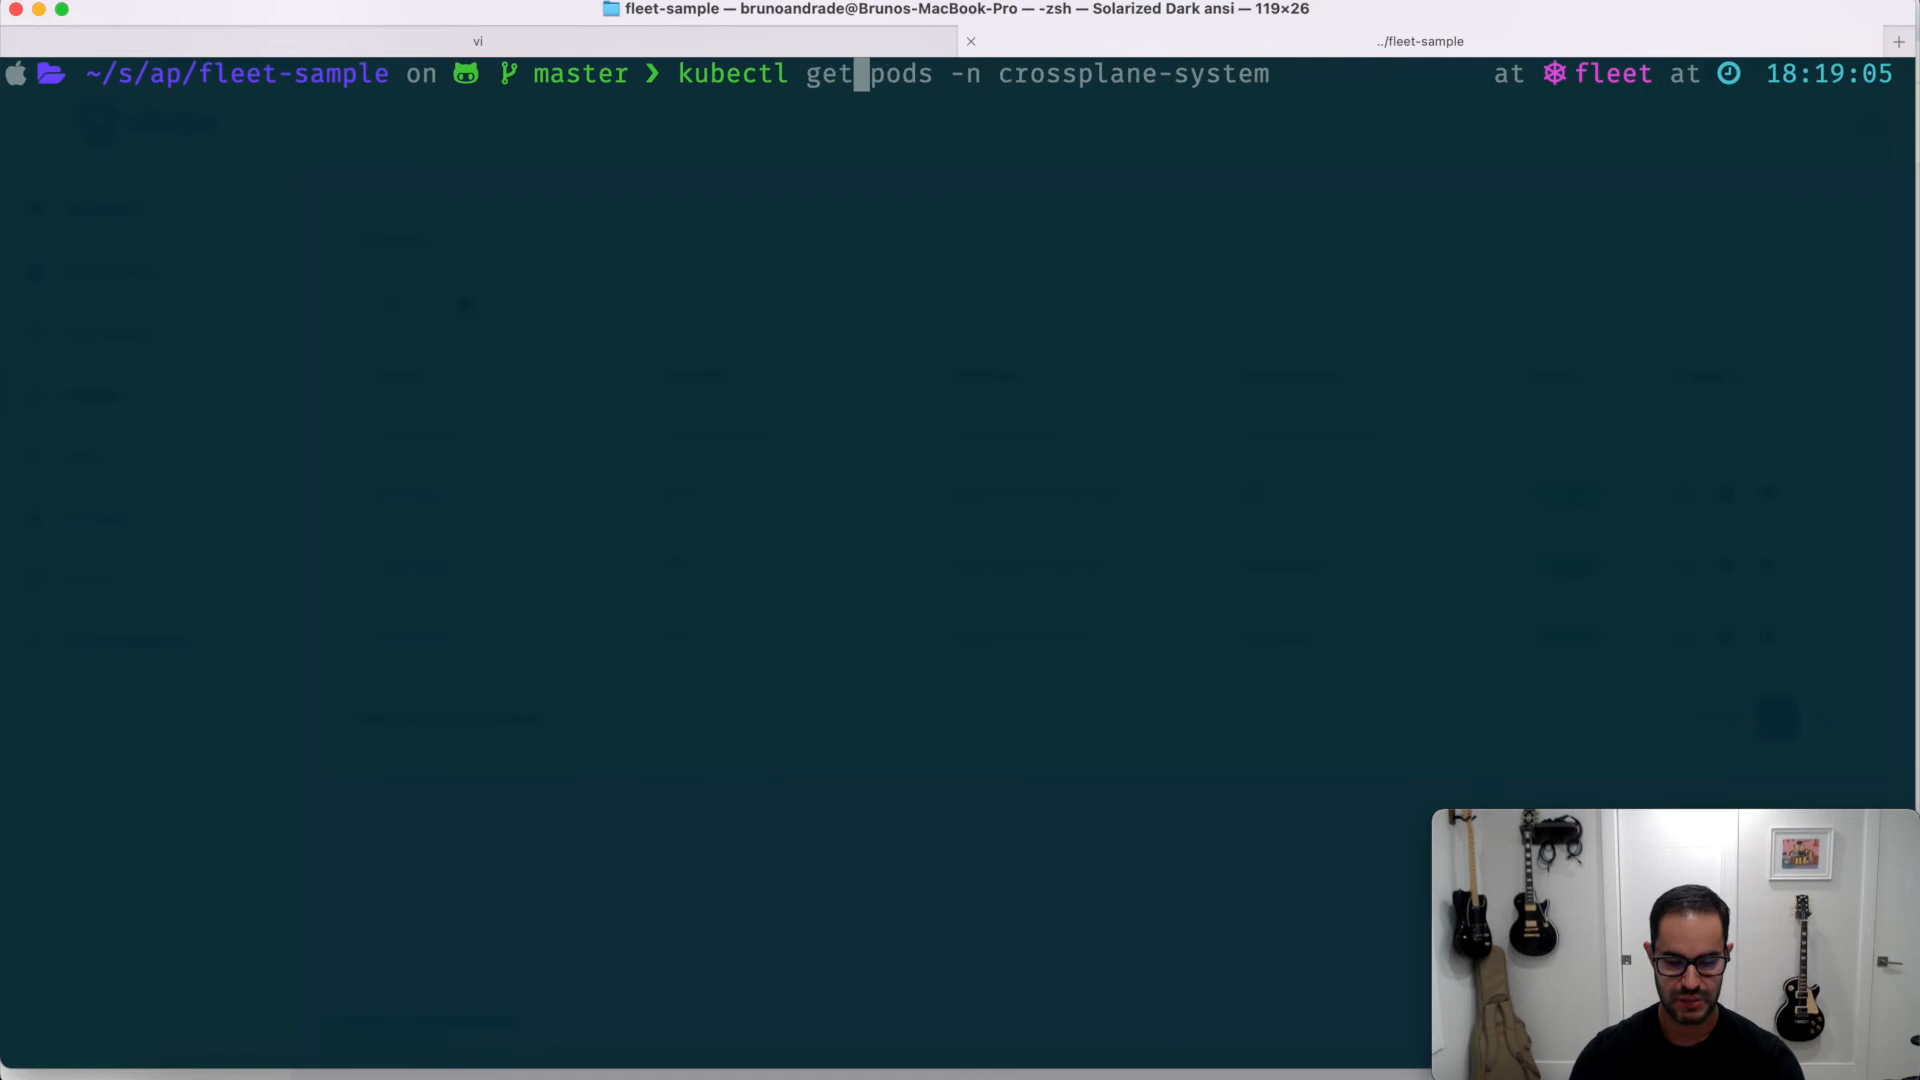 fleet-sample — brunoandrade@Brunos-MacBook-Pro — -zsh — Solarized Dark ansi — 119×26
vi
../fleet-sample
~/s/ap/fleet-sample on master ❯ kubectl get pods -n crossplane-system at fleet at 18:19:05